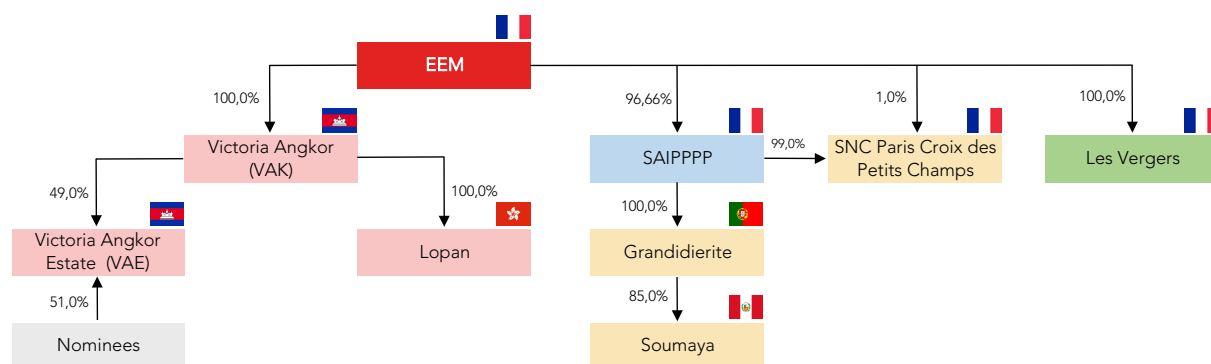 EEM
100,0%
96,66%
1,0%
100,0%
Victoria Angkor
(VAK)
SAIPPPP
99,0%
SNC Paris Croix des
Petits Champs
Les Vergers
49,0%
100,0%
100,0%
Victoria Angkor
Estate (VAE)
Lopan
Grandidierite
51,0%
85,0%
Nominees
Soumaya